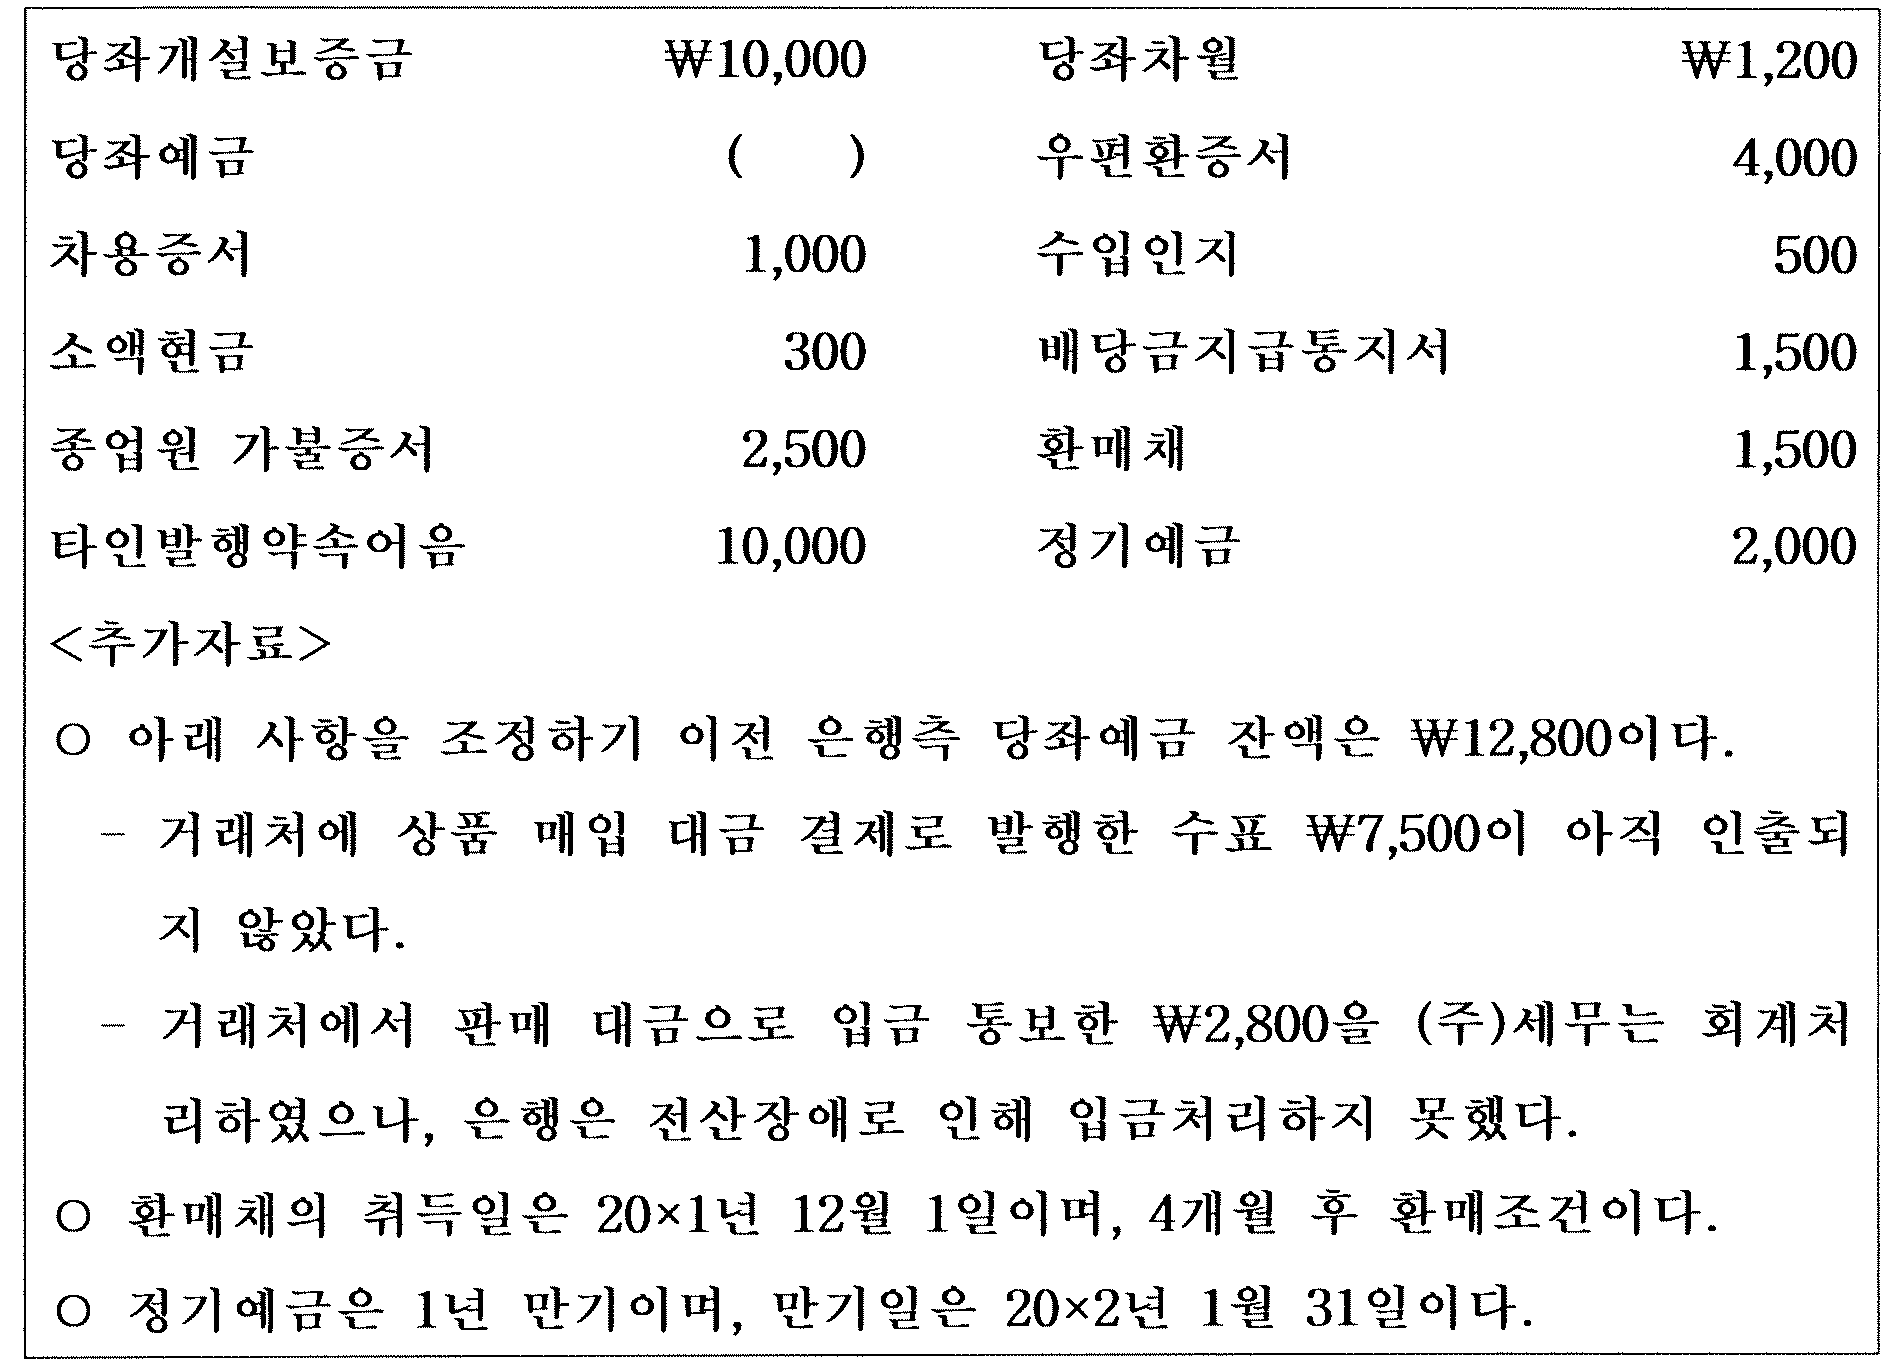 당좌개설보증금 ₩10,000 당좌차월 ₩1,200
당좌예금 ( ) 우편환증서 4,000
차용증서 1,000 수입인지 500
소액현금 300 배당금지급통지서 1,500
종업원 가불증서 2,500 환매채 1,500
타인발행약속어음 10,000 정기예금 2,000
<추가자료>
○ 아래 사항을 조정하기 이전 은행측 당좌예금 잔액은 ₩12,800이다.
- 거래처에 상품 매입 대금 결제로 발행한 수표 ₩7,500이 아직 인출되
지 않았다.
- 거래처에서 판매 대금으로 입금 통보한 ₩2,800을 (주)세무는 회계처
리하였으나, 은행은 전산장애로 인해 입금처리하지 못했다.
○ 환매채의 취득일은 20×1년 12월 1일이며, 4개월 후 환매조건이다.
○ 정기예금은 1년 만기이며, 만기일은 20×2년 1월 31일이다.